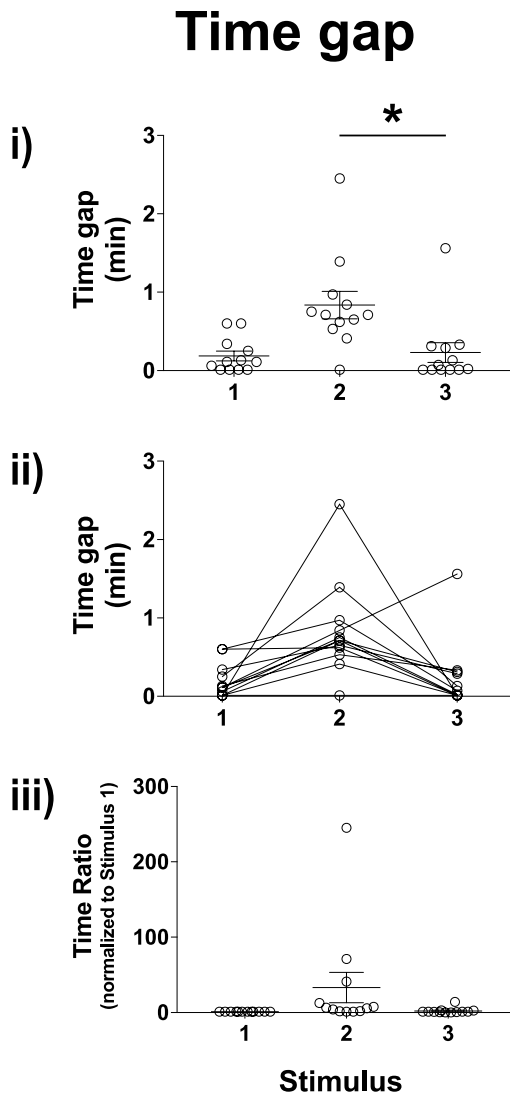 Time gap
i)
Time gap
(min)
3
2
1
0
*
1 2 3
ii)
Time gap
(min)
3
2
1
0
1 2 3
iii)
Time Ratio
(normalized to Stimulus 1)
300
200
100
0
1 2 3
Stimulus